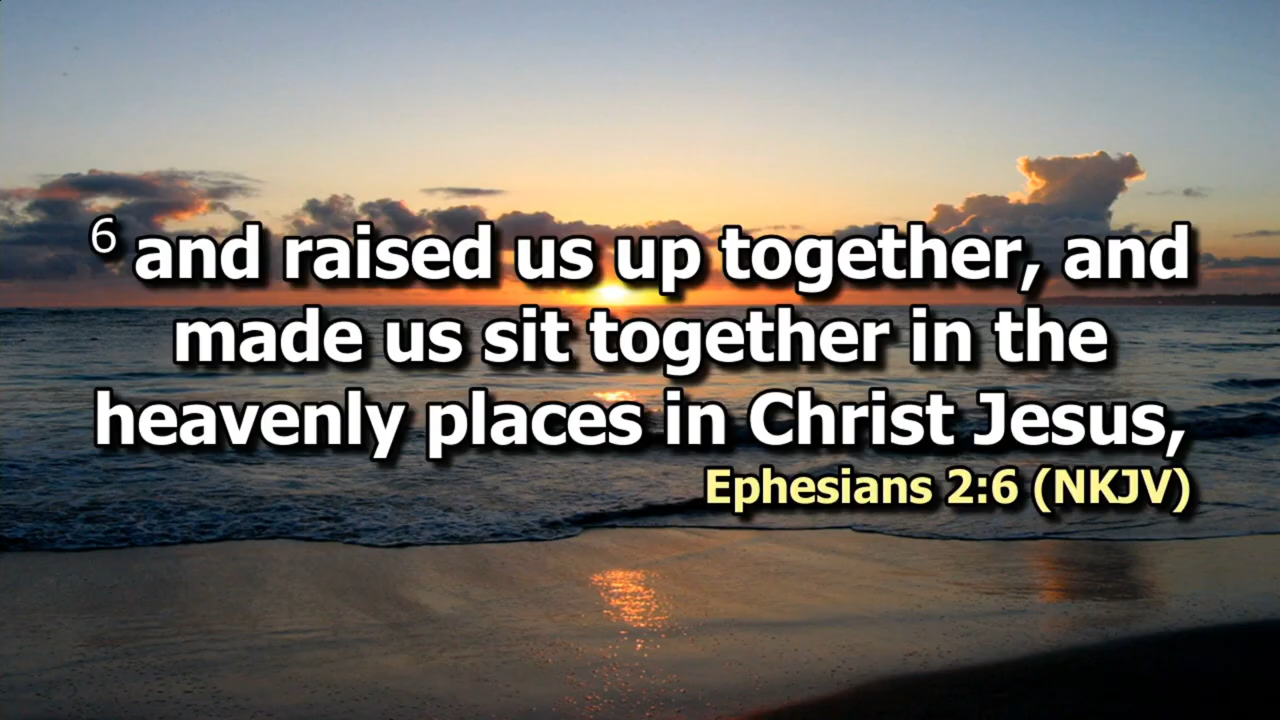 6 and raised us up together, and
made us sit together in the
heavenly places in Christ Jesus,
Ephesians 2:6 (NKJV)